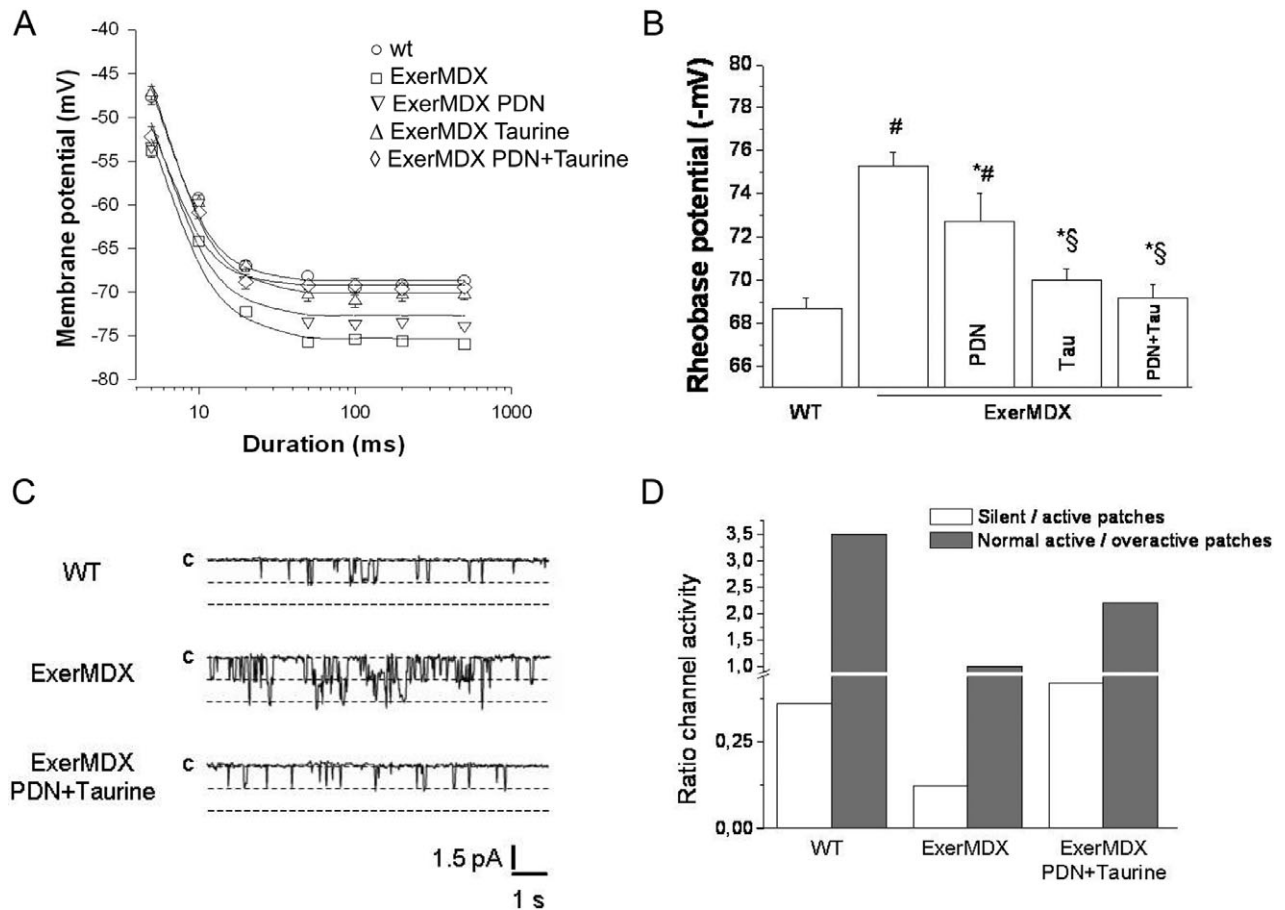 A
-40
-45
-50
-55
-60
-65
-70
-75
-80
Membrane potential (mV)
10
100
1000
Duration (ms)
wt
ExerMDX
ExerMDX PDN
ExerMDX Taurine
ExerMDX PDN+Taurine
B
80
78
76
74
72
70
68
66
Rheobase potential (-mV)
#
*#
*§
*§
PDN
Tau
PDN+Tau
WT
ExerMDX
C
WT
c
ExerMDX
c
ExerMDX
PDN+Taurine
c
1.5 pA
1 s
D
Silent / active patches
Normal active / overactive patches
3,5
3,0
2,5
2,0
1,5
1,0
0,25
0,00
Ratio channel activity
WT
ExerMDX
ExerMDX
PDN+Taurine